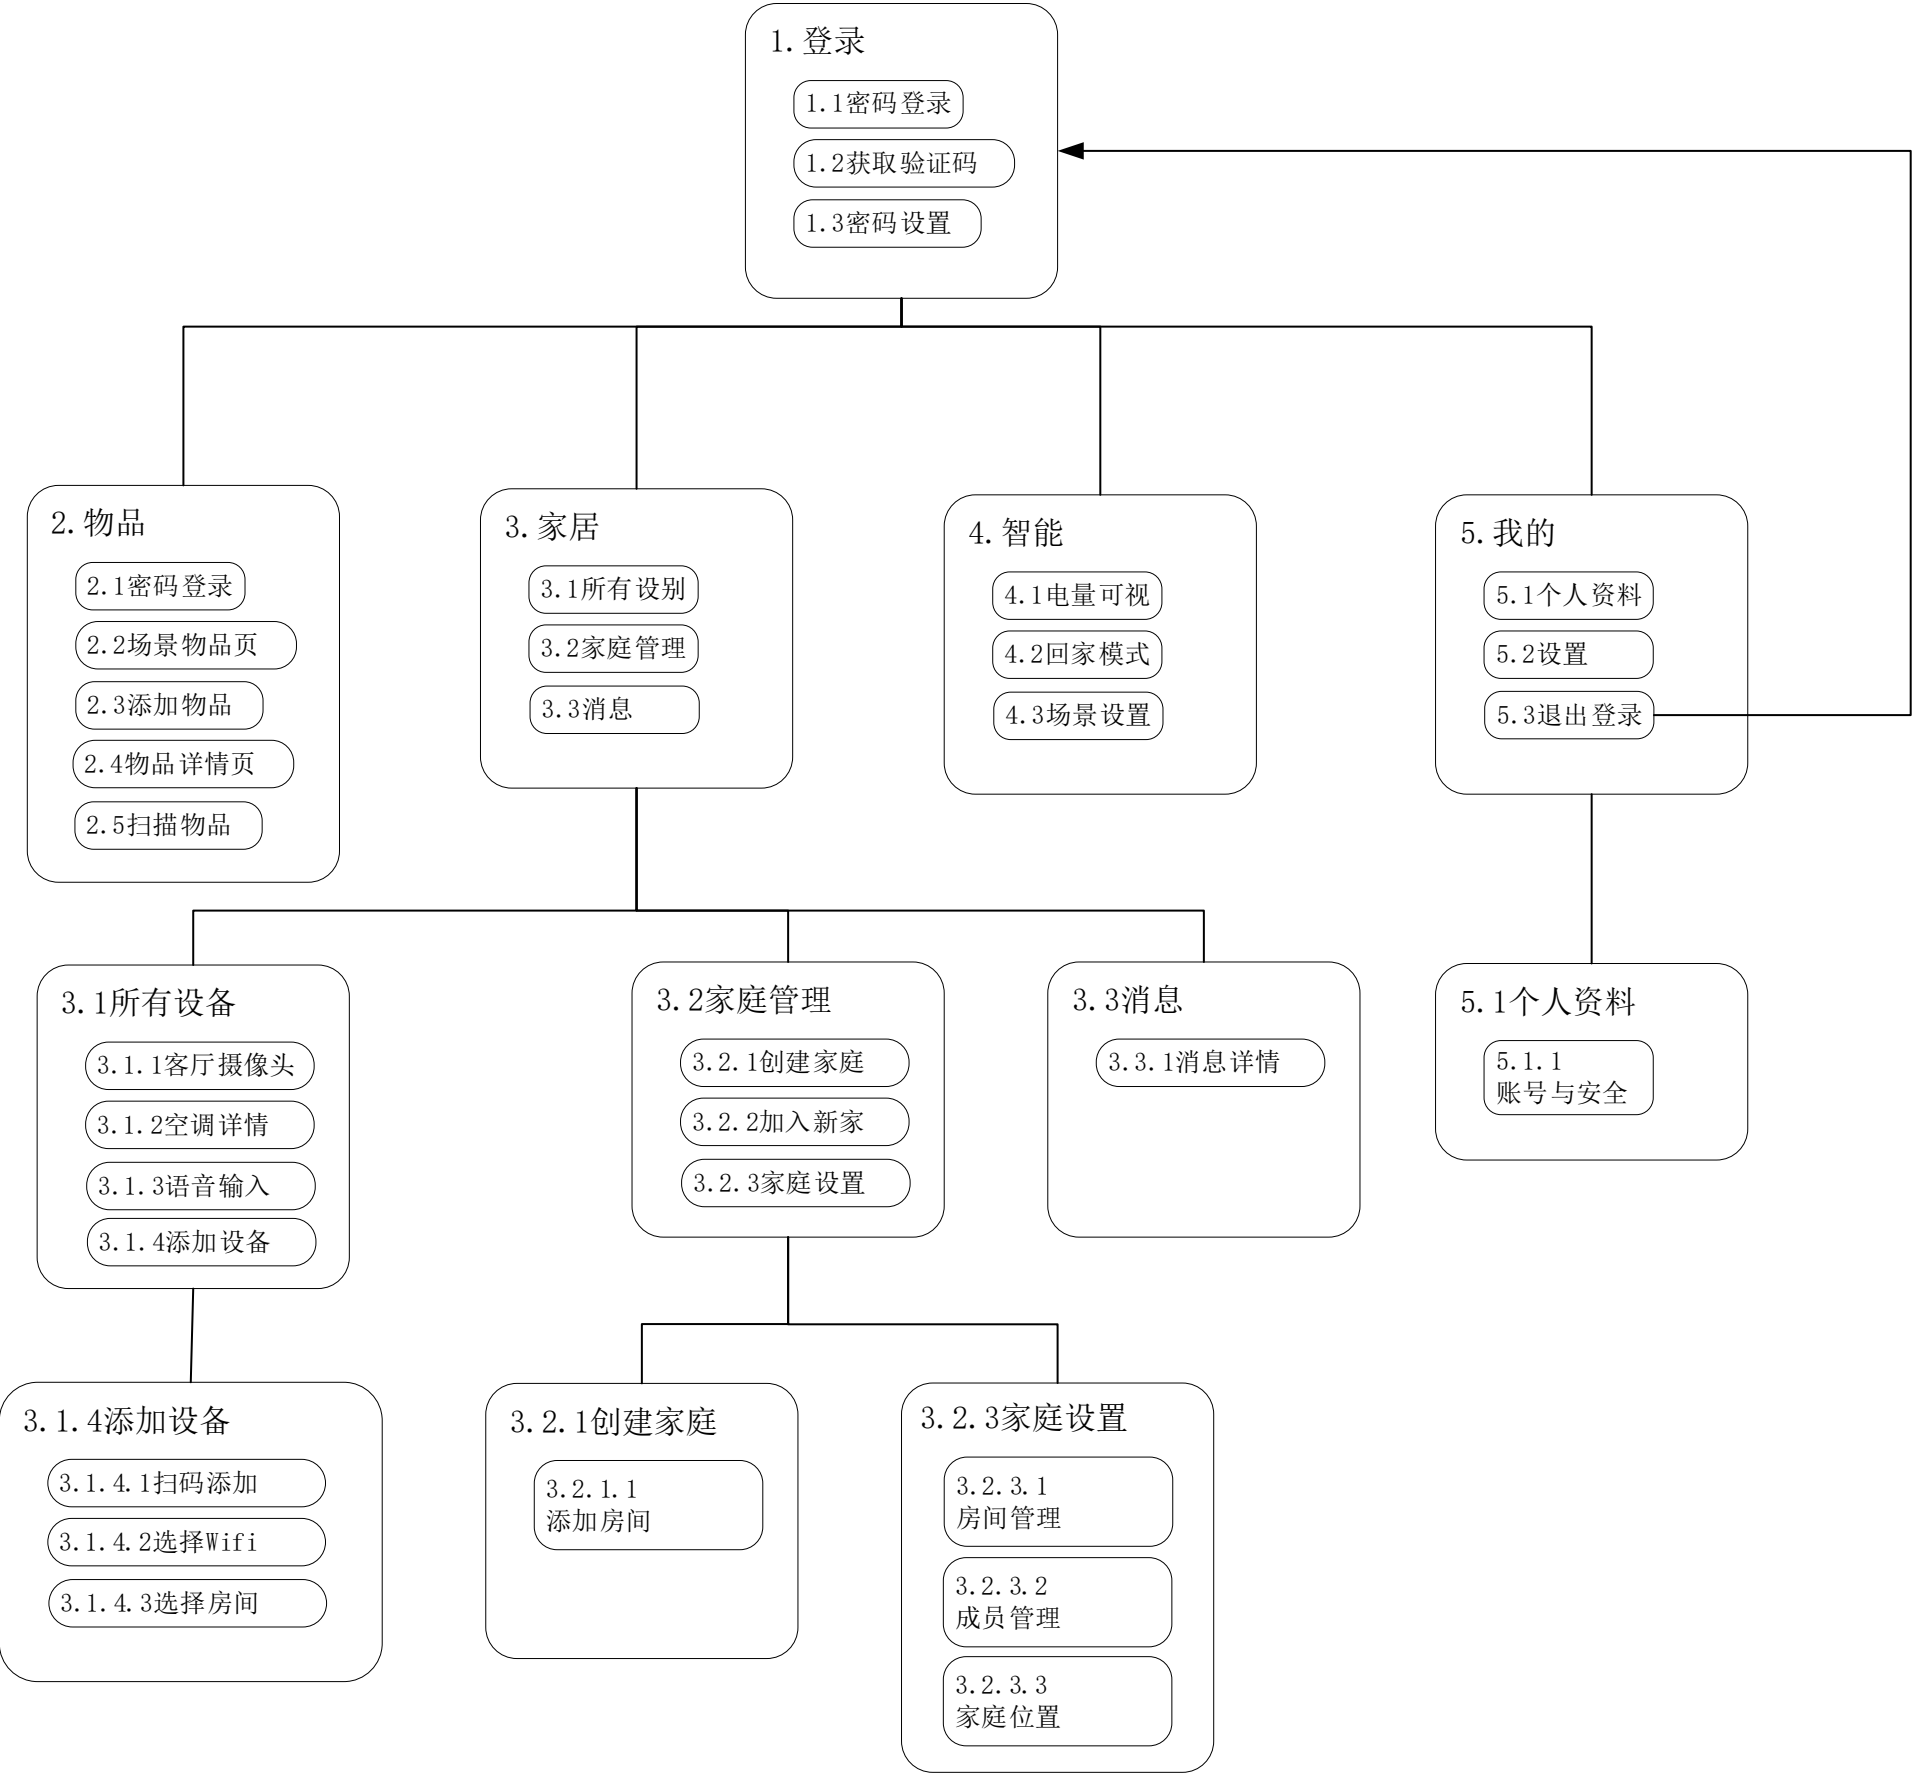 1.登录
1.1密码登录
1.2获取验证码
1.3密码设置
2.物品
2.1密码登录
2.2场景物品页
2.3添加物品
2.4物品详情页
2.5扫描物品
3.家居
3.1所有设别
3.2家庭管理
3.3消息
4.智能
4.1电量可视
4.2回家模式
4.3场景设置
5.我的
5.1个人资料
5.2设置
5.3退出登录
3.1所有设备
3.1.1客厅摄像头
3.1.2空调详情
3.1.3语音输入
3.1.4添加设备
3.2家庭管理
3.2.1创建家庭
3.2.2加入新家
3.2.3家庭设置
3.3消息
3.3.1消息详情
5.1个人资料
5.1.1
账号与安全
3.1.4添加设备
3.1.4.1扫码添加
3.1.4.2选择Wifi
3.1.4.3选择房间
3.2.1创建家庭
3.2.1.1
添加房间
3.2.3家庭设置
3.2.3.1
房间管理
3.2.3.2
成员管理
3.2.3.3
家庭位置